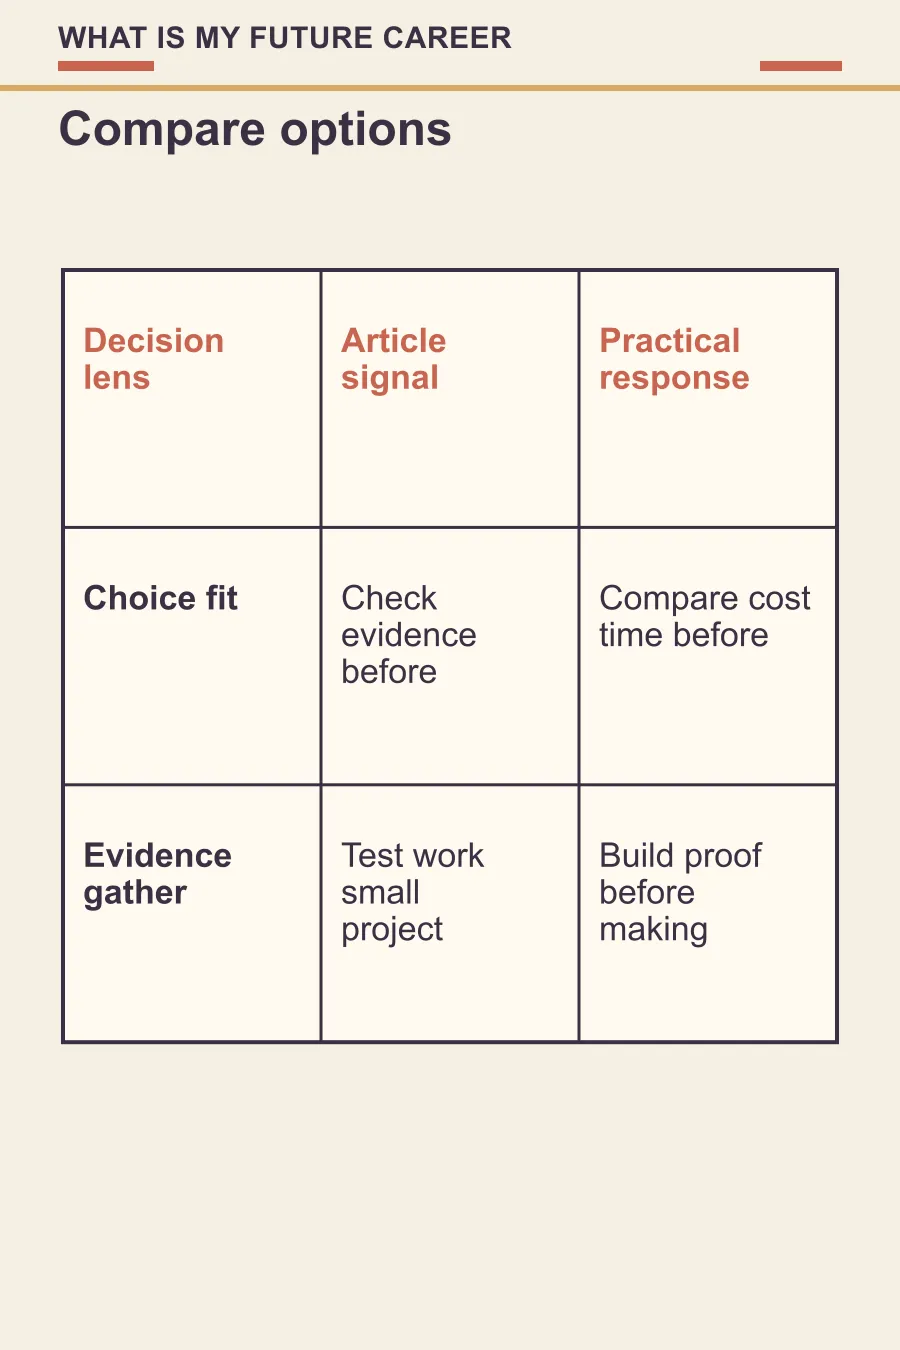 WHAT IS MY FUTURE CAREER
Compare options
Decision
lens
Article
signal
Practical
response
Choice fit
Check
evidence
before
Compare cost
time before
Evidence
gather
Test work
small
project
Build proof
before
making